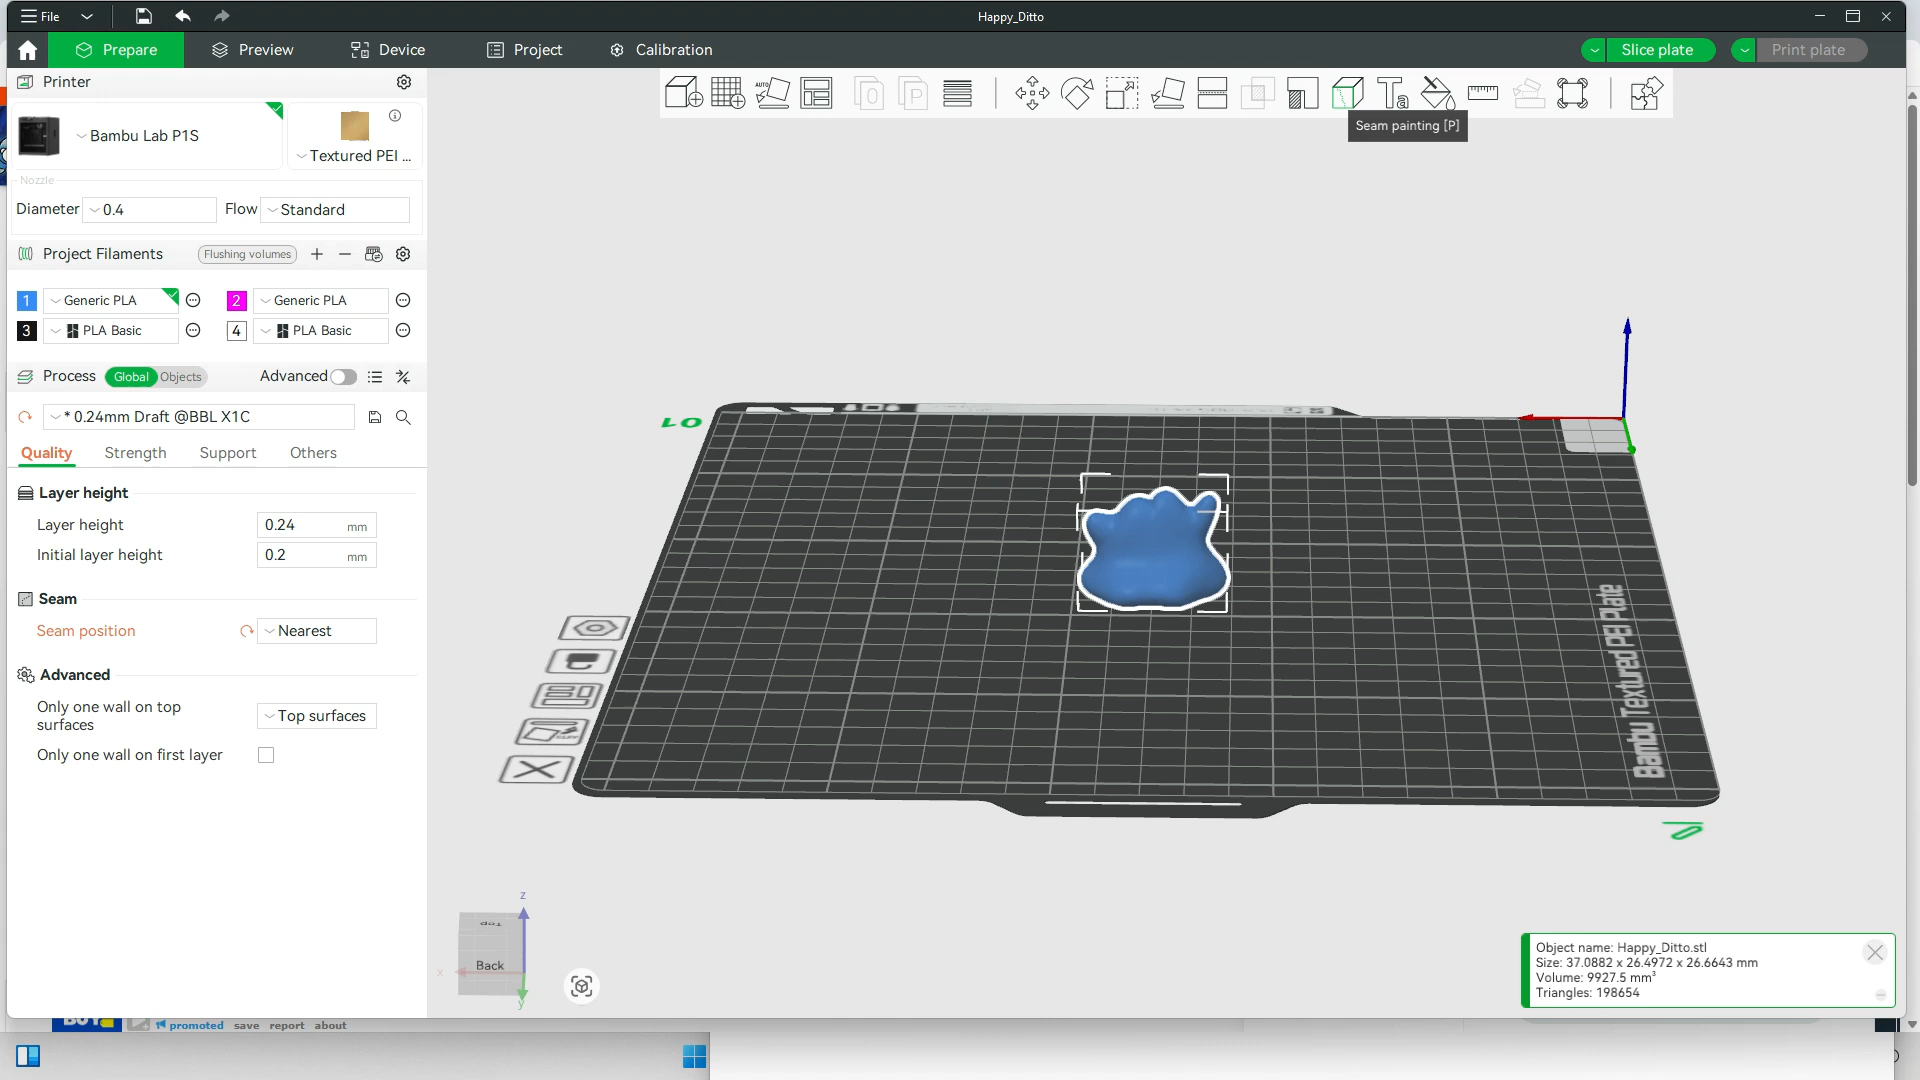 File
Happy_Ditto
Prepare
Preview
Device
Project
Calibration
Slice plate
Print plate
Printer
Bambu Lab P1S
Textured PEI ...
Nozzle
Diameter 0.4 Flow Standard
Project Filaments Flushing volumes
1 Generic PLA 2 Generic PLA
3 PLA Basic 4 PLA Basic
Process Global Objects Advanced
* 0.24mm Draft @BBL X1C
Quality Strength Support Others
Layer height
Layer height 0.24 mm
Initial layer height 0.2 mm
Seam
Seam position Nearest
Advanced
Only one wall on top
surfaces
Top surfaces
Only one wall on first layer
AUTO
Seam painting [P]
01
Bambu Textured PEI Plate
z
Top
Back
x
y
Object name: Happy_Ditto.stl
Size: 37.0882 x 26.4972 x 26.6643 mm
Volume: 9927.5 mm³
Triangles: 198654
promoted save report about